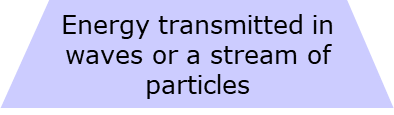 Energy transmitted in
waves or a stream of
particles